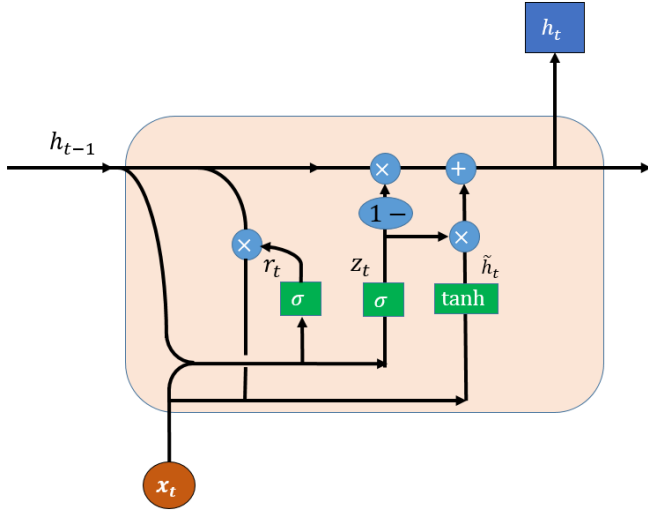 h_t
h_{t−1}
×
+
1 −
×
×
r_t
z_t
h̃_t
σ
σ
tanh
x_t